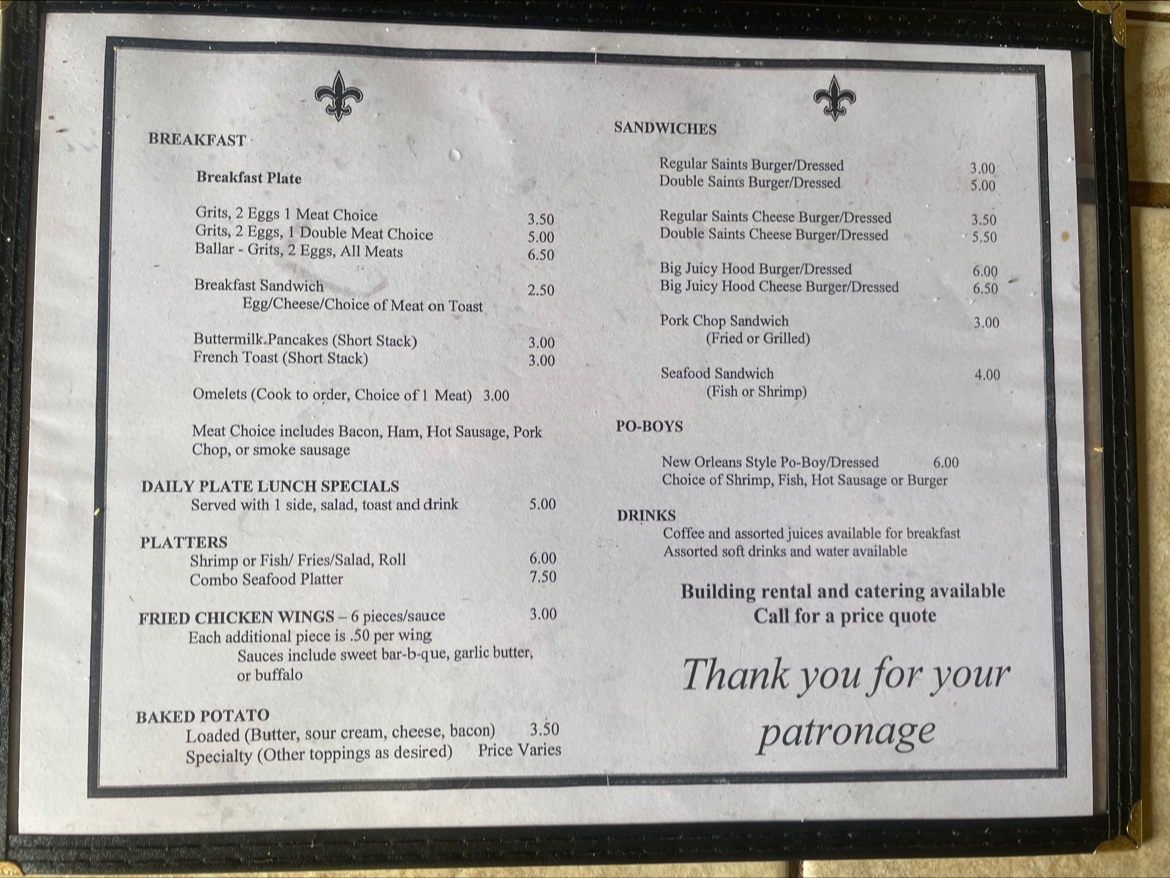 BREAKFAST
Breakfast Plate
Grits, 2 Eggs 1 Meat Choice 3.50
Grits, 2 Eggs, 1 Double Meat Choice 5.00
Ballar - Grits, 2 Eggs, All Meats 6.50
Breakfast Sandwich 2.50
Egg/Cheese/Choice of Meat on Toast
Buttermilk Pancakes (Short Stack) 3.00
French Toast (Short Stack) 3.00
Omelets (Cook to order, Choice of 1 Meat) 3.00
Meat Choice includes Bacon, Ham, Hot Sausage, Pork
Chop, or smoke sausage
DAILY PLATE LUNCH SPECIALS
Served with 1 side, salad, toast and drink 5.00
PLATTERS
Shrimp or Fish/ Fries/Salad, Roll 6.00
Combo Seafood Platter 7.50
FRIED CHICKEN WINGS – 6 pieces/sauce 3.00
Each additional piece is .50 per wing
Sauces include sweet bar-b-que, garlic butter,
or buffalo
BAKED POTATO
Loaded (Butter, sour cream, cheese, bacon) 3.50
Specialty (Other toppings as desired) Price Varies
SANDWICHES
Regular Saints Burger/Dressed 3.00
Double Saints Burger/Dressed 5.00
Regular Saints Cheese Burger/Dressed 3.50
Double Saints Cheese Burger/Dressed 5.50
Big Juicy Hood Burger/Dressed 6.00
Big Juicy Hood Cheese Burger/Dressed 6.50
Pork Chop Sandwich 3.00
(Fried or Grilled)
Seafood Sandwich 4.00
(Fish or Shrimp)
PO-BOYS
New Orleans Style Po-Boy/Dressed 6.00
Choice of Shrimp, Fish, Hot Sausage or Burger
DRINKS
Coffee and assorted juices available for breakfast
Assorted soft drinks and water available
Building rental and catering available
Call for a price quote
Thank you for your
patronage